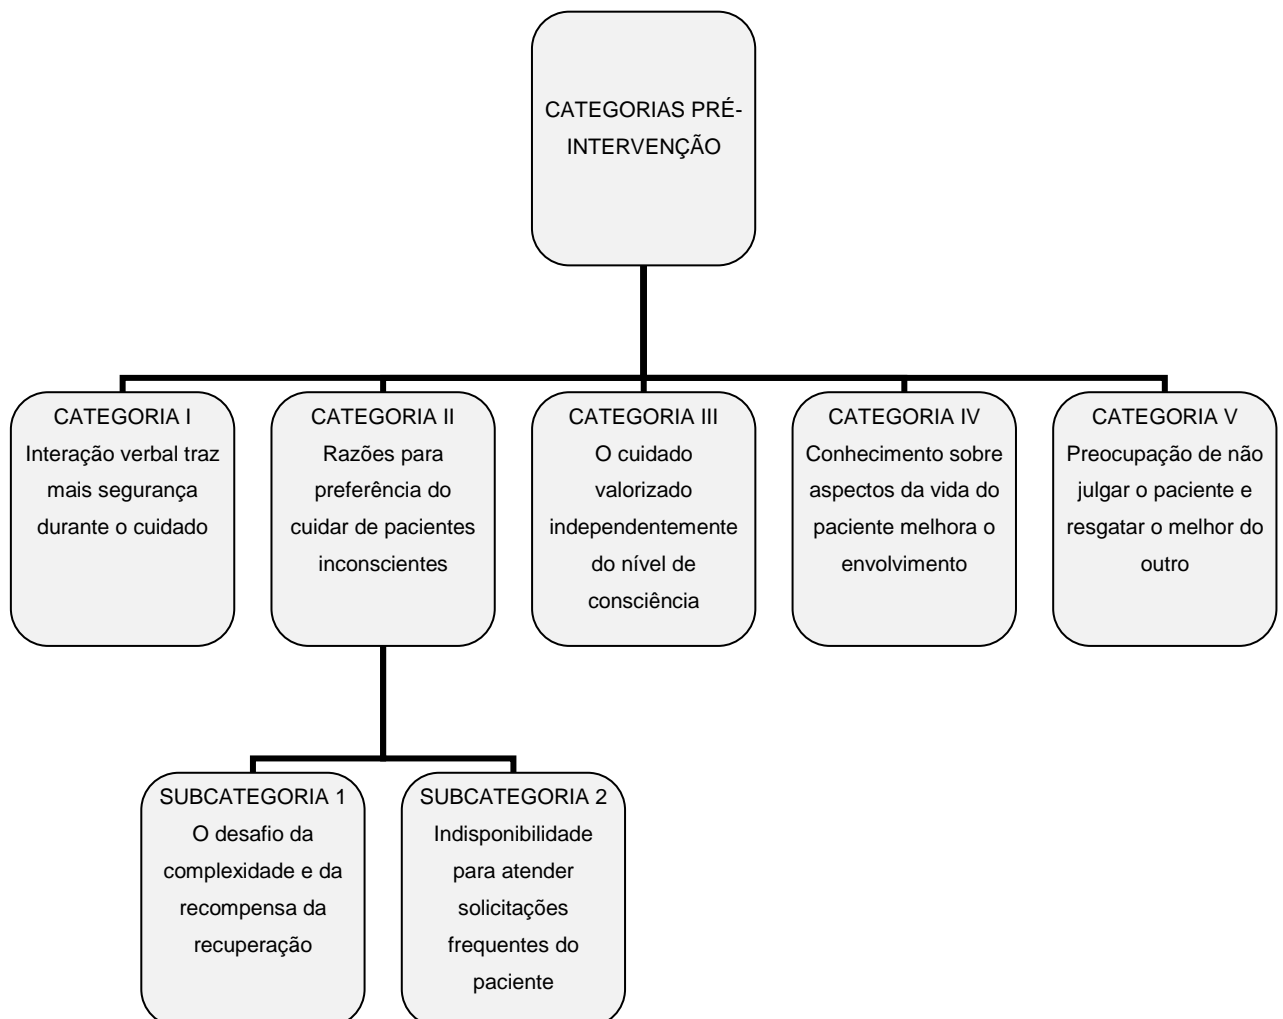 CATEGORIAS PRÉ-
INTERVENÇÃO
CATEGORIA I
Interação verbal traz
mais segurança
durante o cuidado
CATEGORIA II
Razões para
preferência do
cuidar de pacientes
inconscientes
CATEGORIA III
O cuidado
valorizado
independentemente
do nível de
consciência
CATEGORIA IV
Conhecimento sobre
aspectos da vida do
paciente melhora o
envolvimento
CATEGORIA V
Preocupação de não
julgar o paciente e
resgatar o melhor do
outro
SUBCATEGORIA 1
O desafio da
complexidade e da
recompensa da
recuperação
SUBCATEGORIA 2
Indisponibilidade
para atender
solicitações
frequentes do
paciente